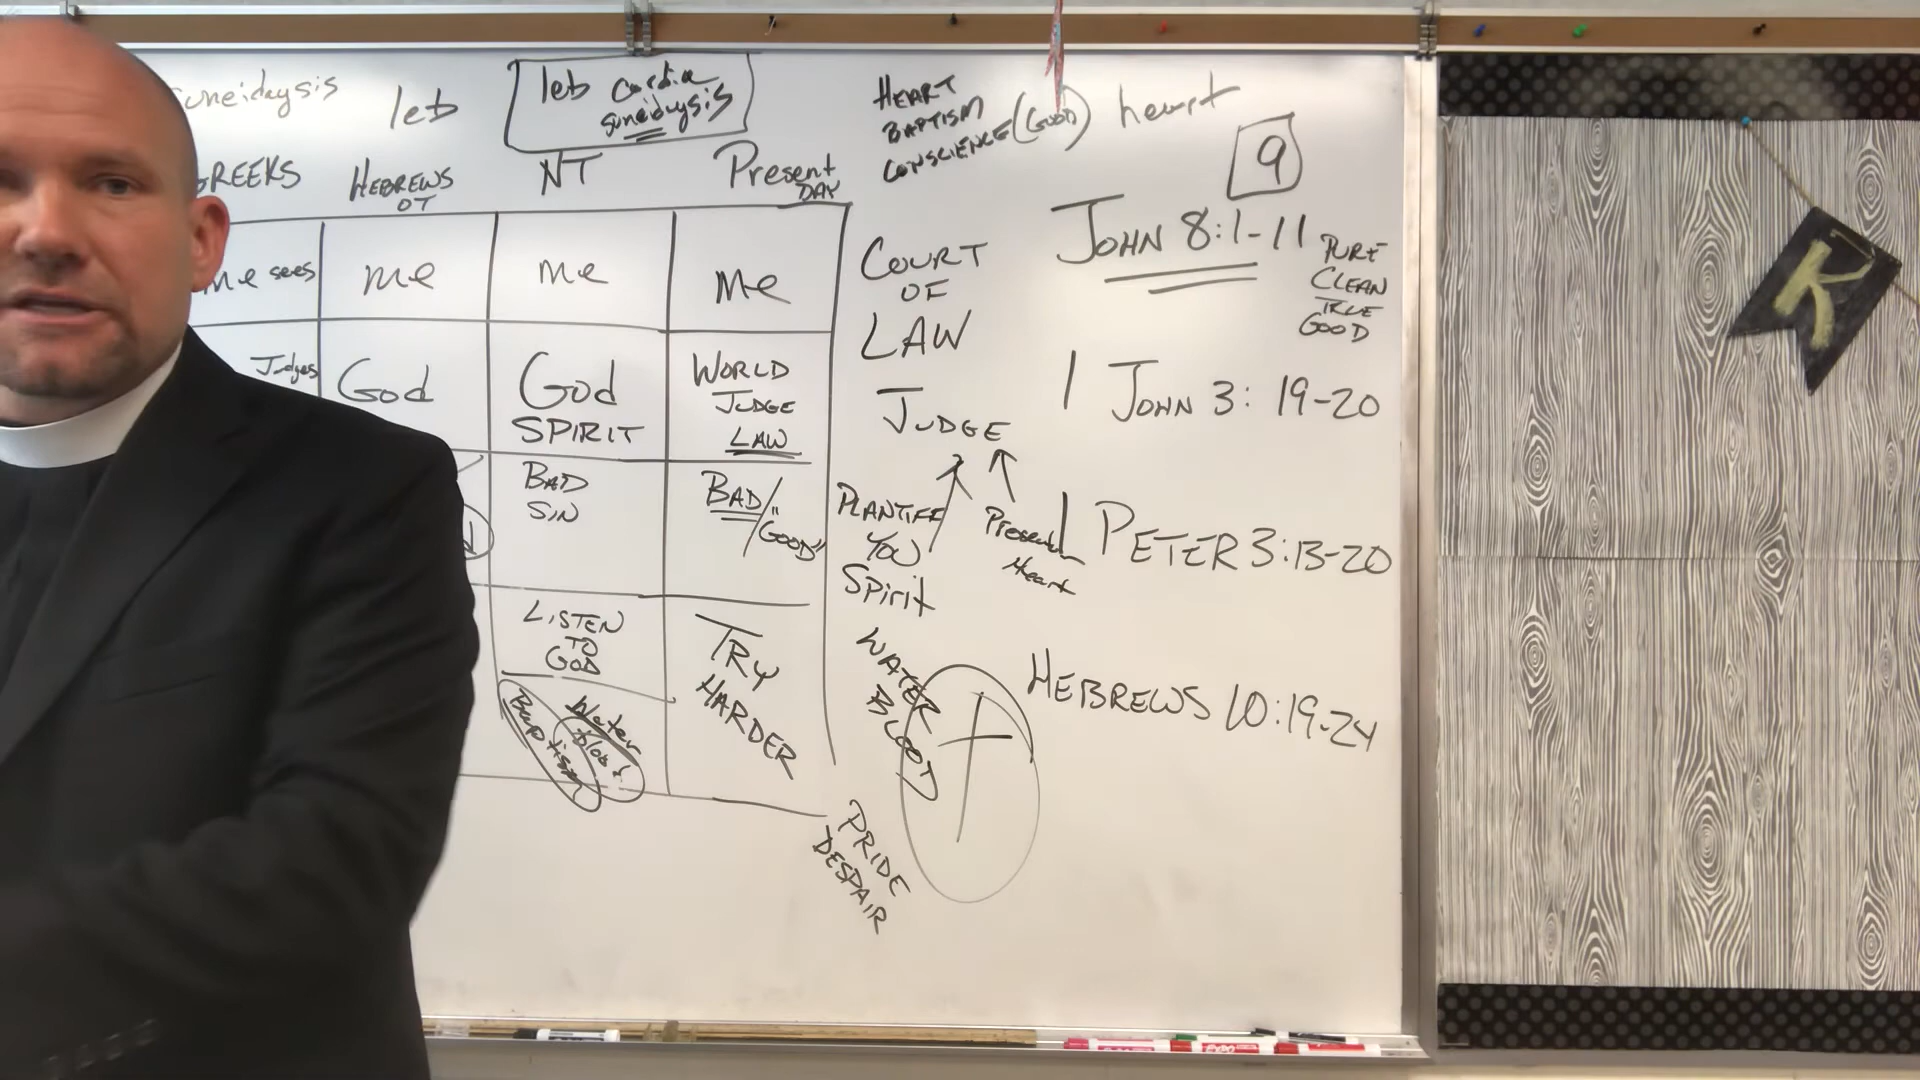 suneidaysis
leb
leb cardia
suneidaysis
HEART
BAPTISM
CONSCIENCE (GOOD) heart
9
GREEKS
HEBREWS
OT
NT
Present
DAY
me sees
me
me
me
Judges
God
God
SPIRIT
WORLD
JUDGE
LAW
BAD
SIN
BAD/"GOOD"
LISTEN
TO
GOD
TRY
HARDER
Baptism
Water
blood
PRIDE
DESPAIR
COURT
OF
LAW
JUDGE
PLANTIFF
YOU
Spirit
Heart
WATER
BLOOD
JOHN 8:1-11
PURE
CLEAN
TRUE
GOOD
1 JOHN 3: 19-20
1 PETER 3:13-20
HEBREWS 10:19-24
K